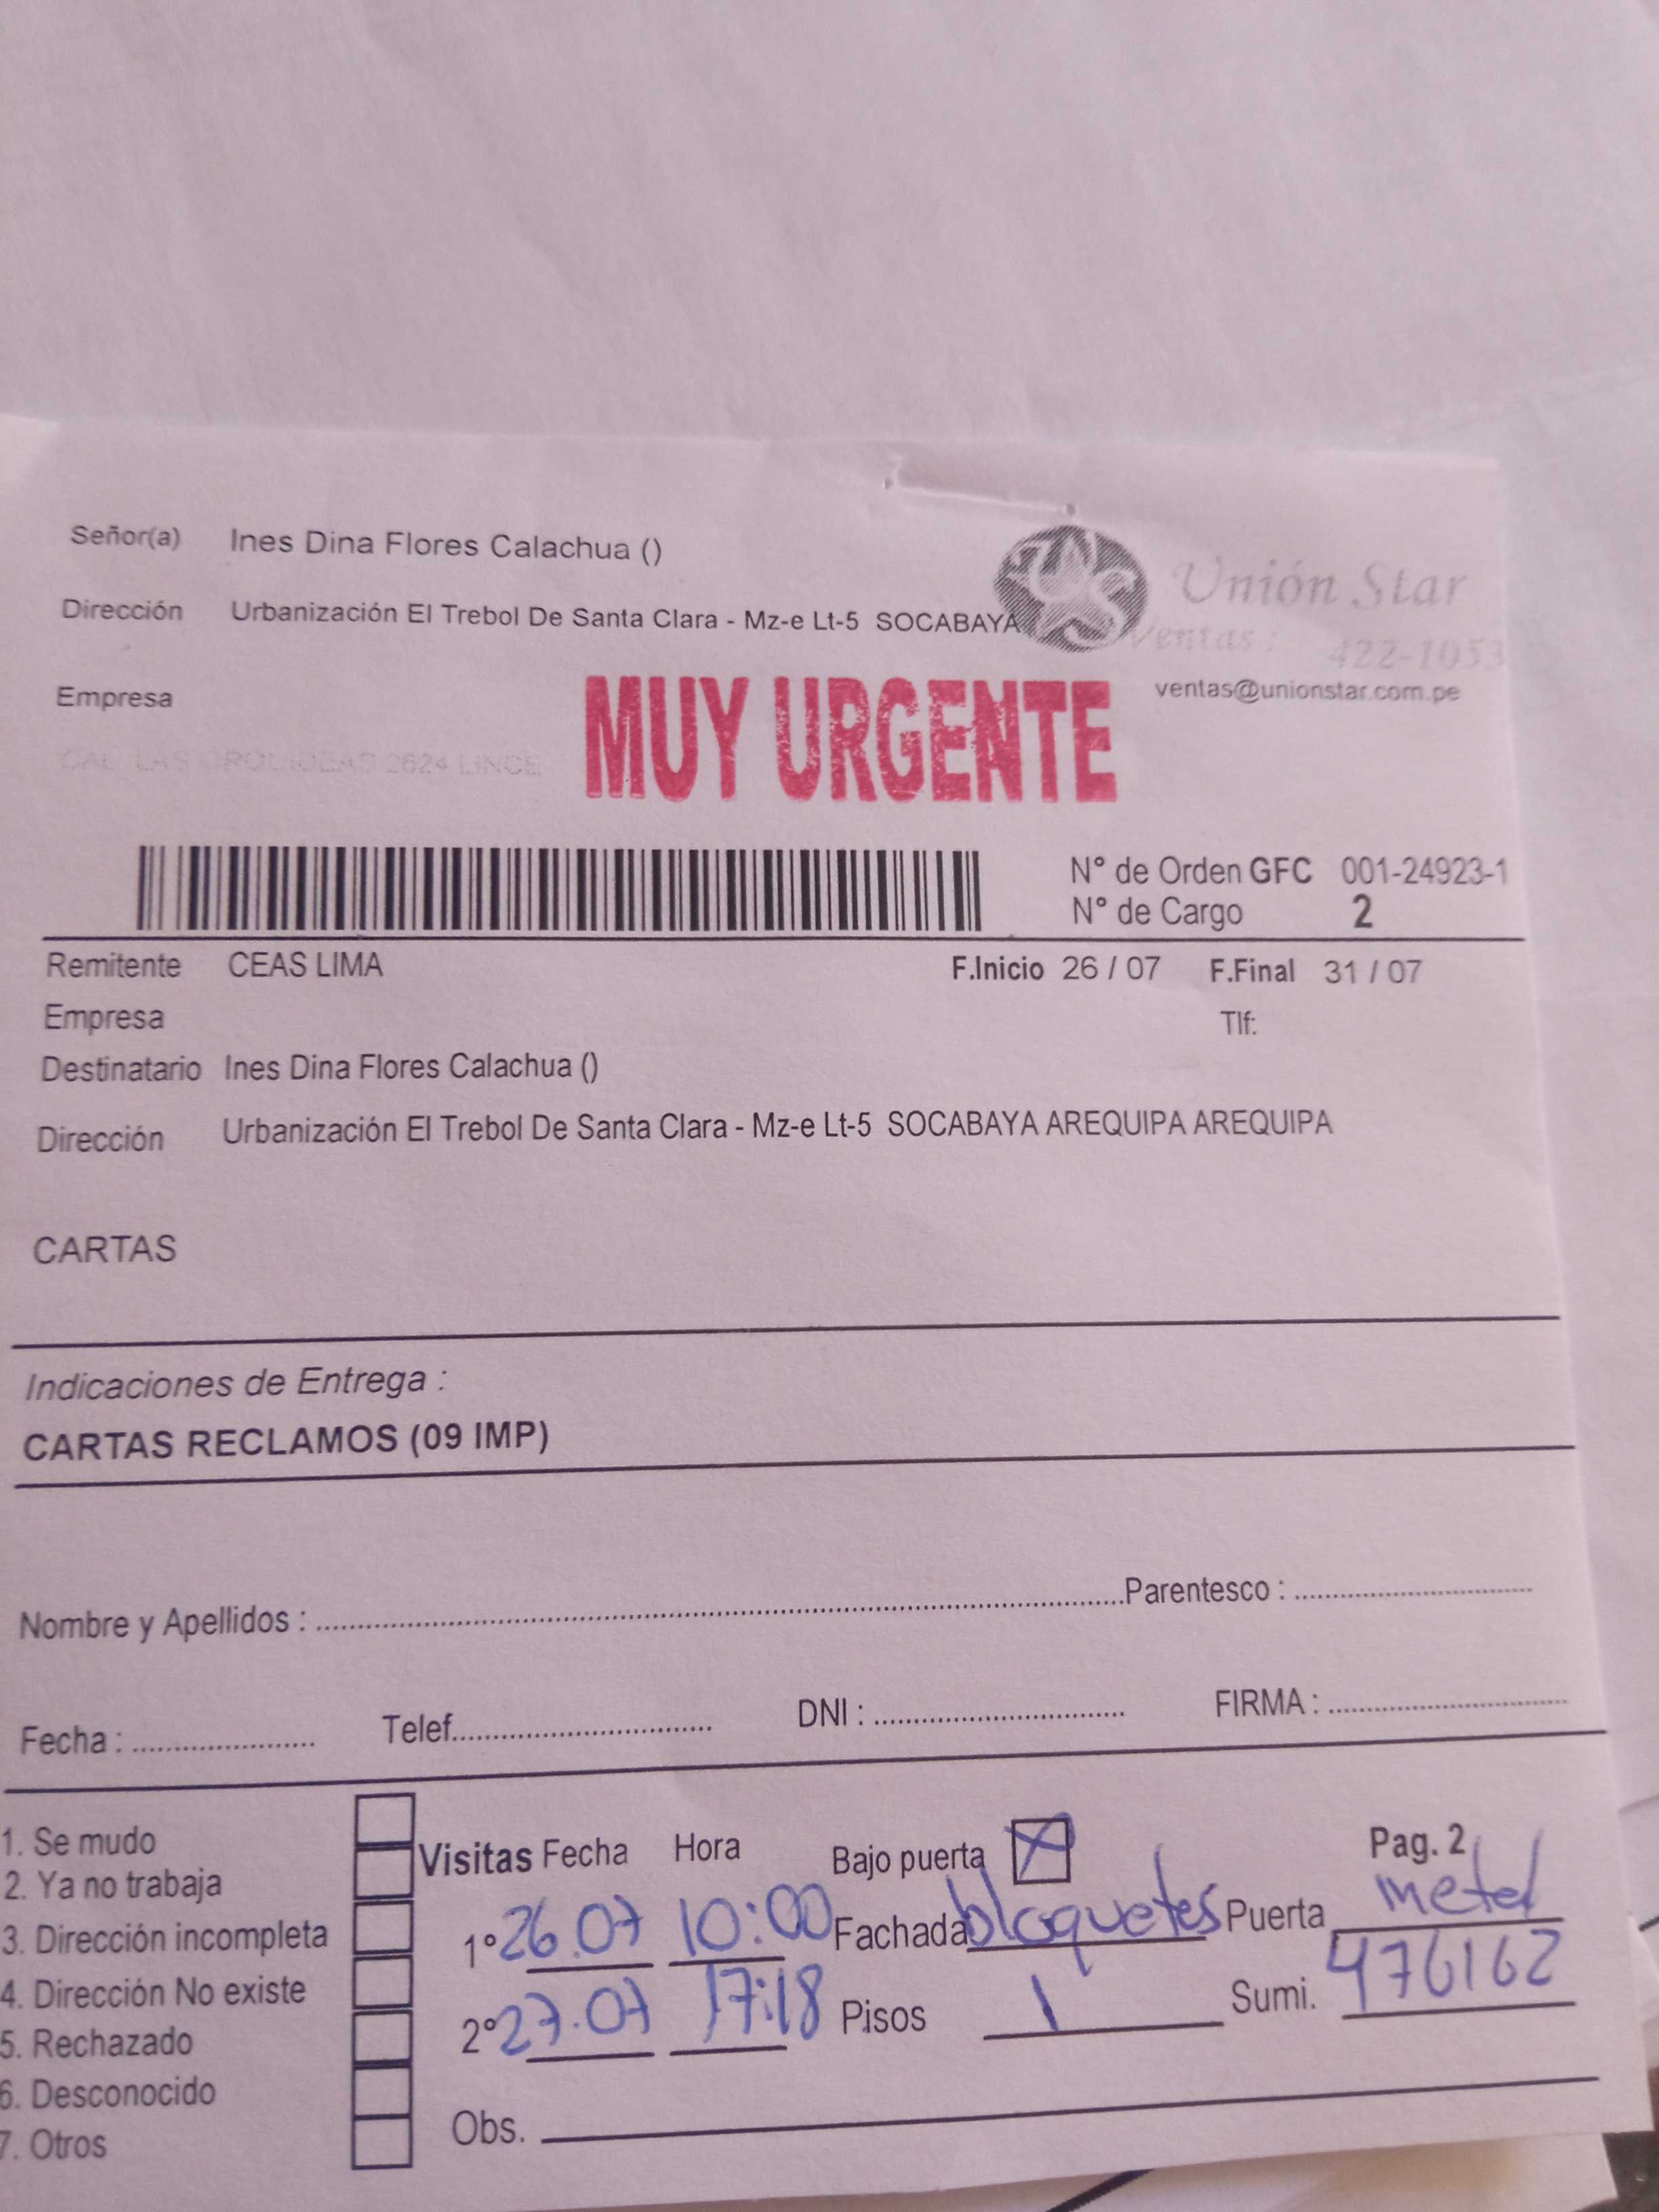 Señor(a) Ines Dina Flores Calachua ()
Unión Star
Dirección Urbanización El Trebol De Santa Clara - Mz-e Lt-5 SOCABAYA
Ventas : 422-1053
ventas@unionstar.com.pe
Empresa
MUY URGENTE
CAL. LAS ORQUIDEAS 2624 LINCE
N° de Orden GFC 001-24923-1
N° de Cargo 2
Remitente CEAS LIMA F.Inicio 26 / 07 F.Final 31 / 07
Empresa Tlf:
Destinatario Ines Dina Flores Calachua ()
Dirección Urbanización El Trebol De Santa Clara - Mz-e Lt-5 SOCABAYA AREQUIPA AREQUIPA
CARTAS
Indicaciones de Entrega :
CARTAS RECLAMOS (09 IMP)
Nombre y Apellidos : Parentesco :
Fecha : Telef. DNI : FIRMA :
1. Se mudo
2. Ya no trabaja
3. Dirección incompleta
4. Dirección No existe
5. Rechazado
6. Desconocido
7. Otros
Visitas Fecha Hora Bajo puerta X Pag. 2
1° 26.07 10:00 Fachada bloquetes Puerta metal
2° 27.07 17:18 Pisos 1 Sumi. 476162
Obs.